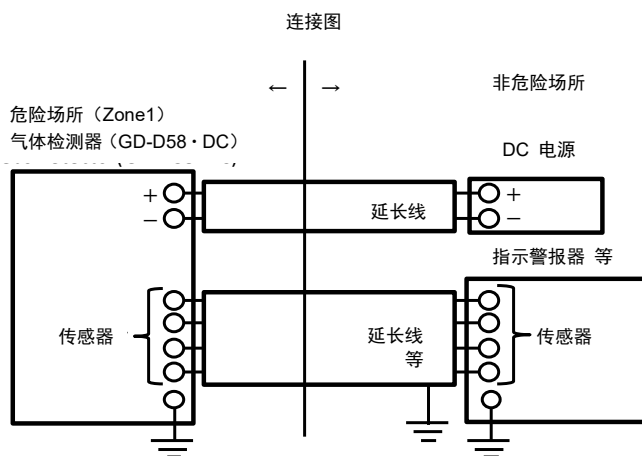 连接图
← →
非危险场所
危险场所（Zone1）
气体检测器（GD-D58・DC）
DC 电源
＋
－
延长线
＋
－
指示警报器 等
传感器
延长线
等
传感器